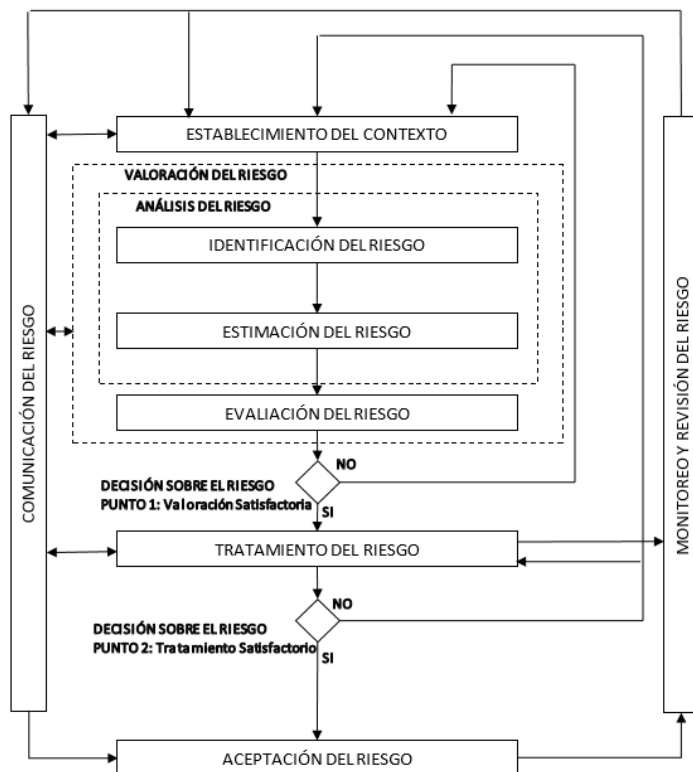 ESTABLECIMIENTO DEL CONTEXTO
VALORACIÓN DEL RIESGO
ANÁLISIS DEL RIESGO
IDENTIFICACIÓN DEL RIESGO
ESTIMACIÓN DEL RIESGO
EVALIACIÓN DEL RIESGO
NO
DECISIÓN SOBRE EL RIESGO
PUNTO 1: Valoración Satisfactoria
SI
TRATAMIENTO DEL RIESGO
NO
DECISIÓN SOBRE EL RIESGO
PUNTO 2: Tratamiento Satisfactorio
SI
ACEPTACIÓN DEL RIESGO
COMUNICACIÓN DEL RIESGO
MONITOREO Y REVISIÓN DEL RIESGO